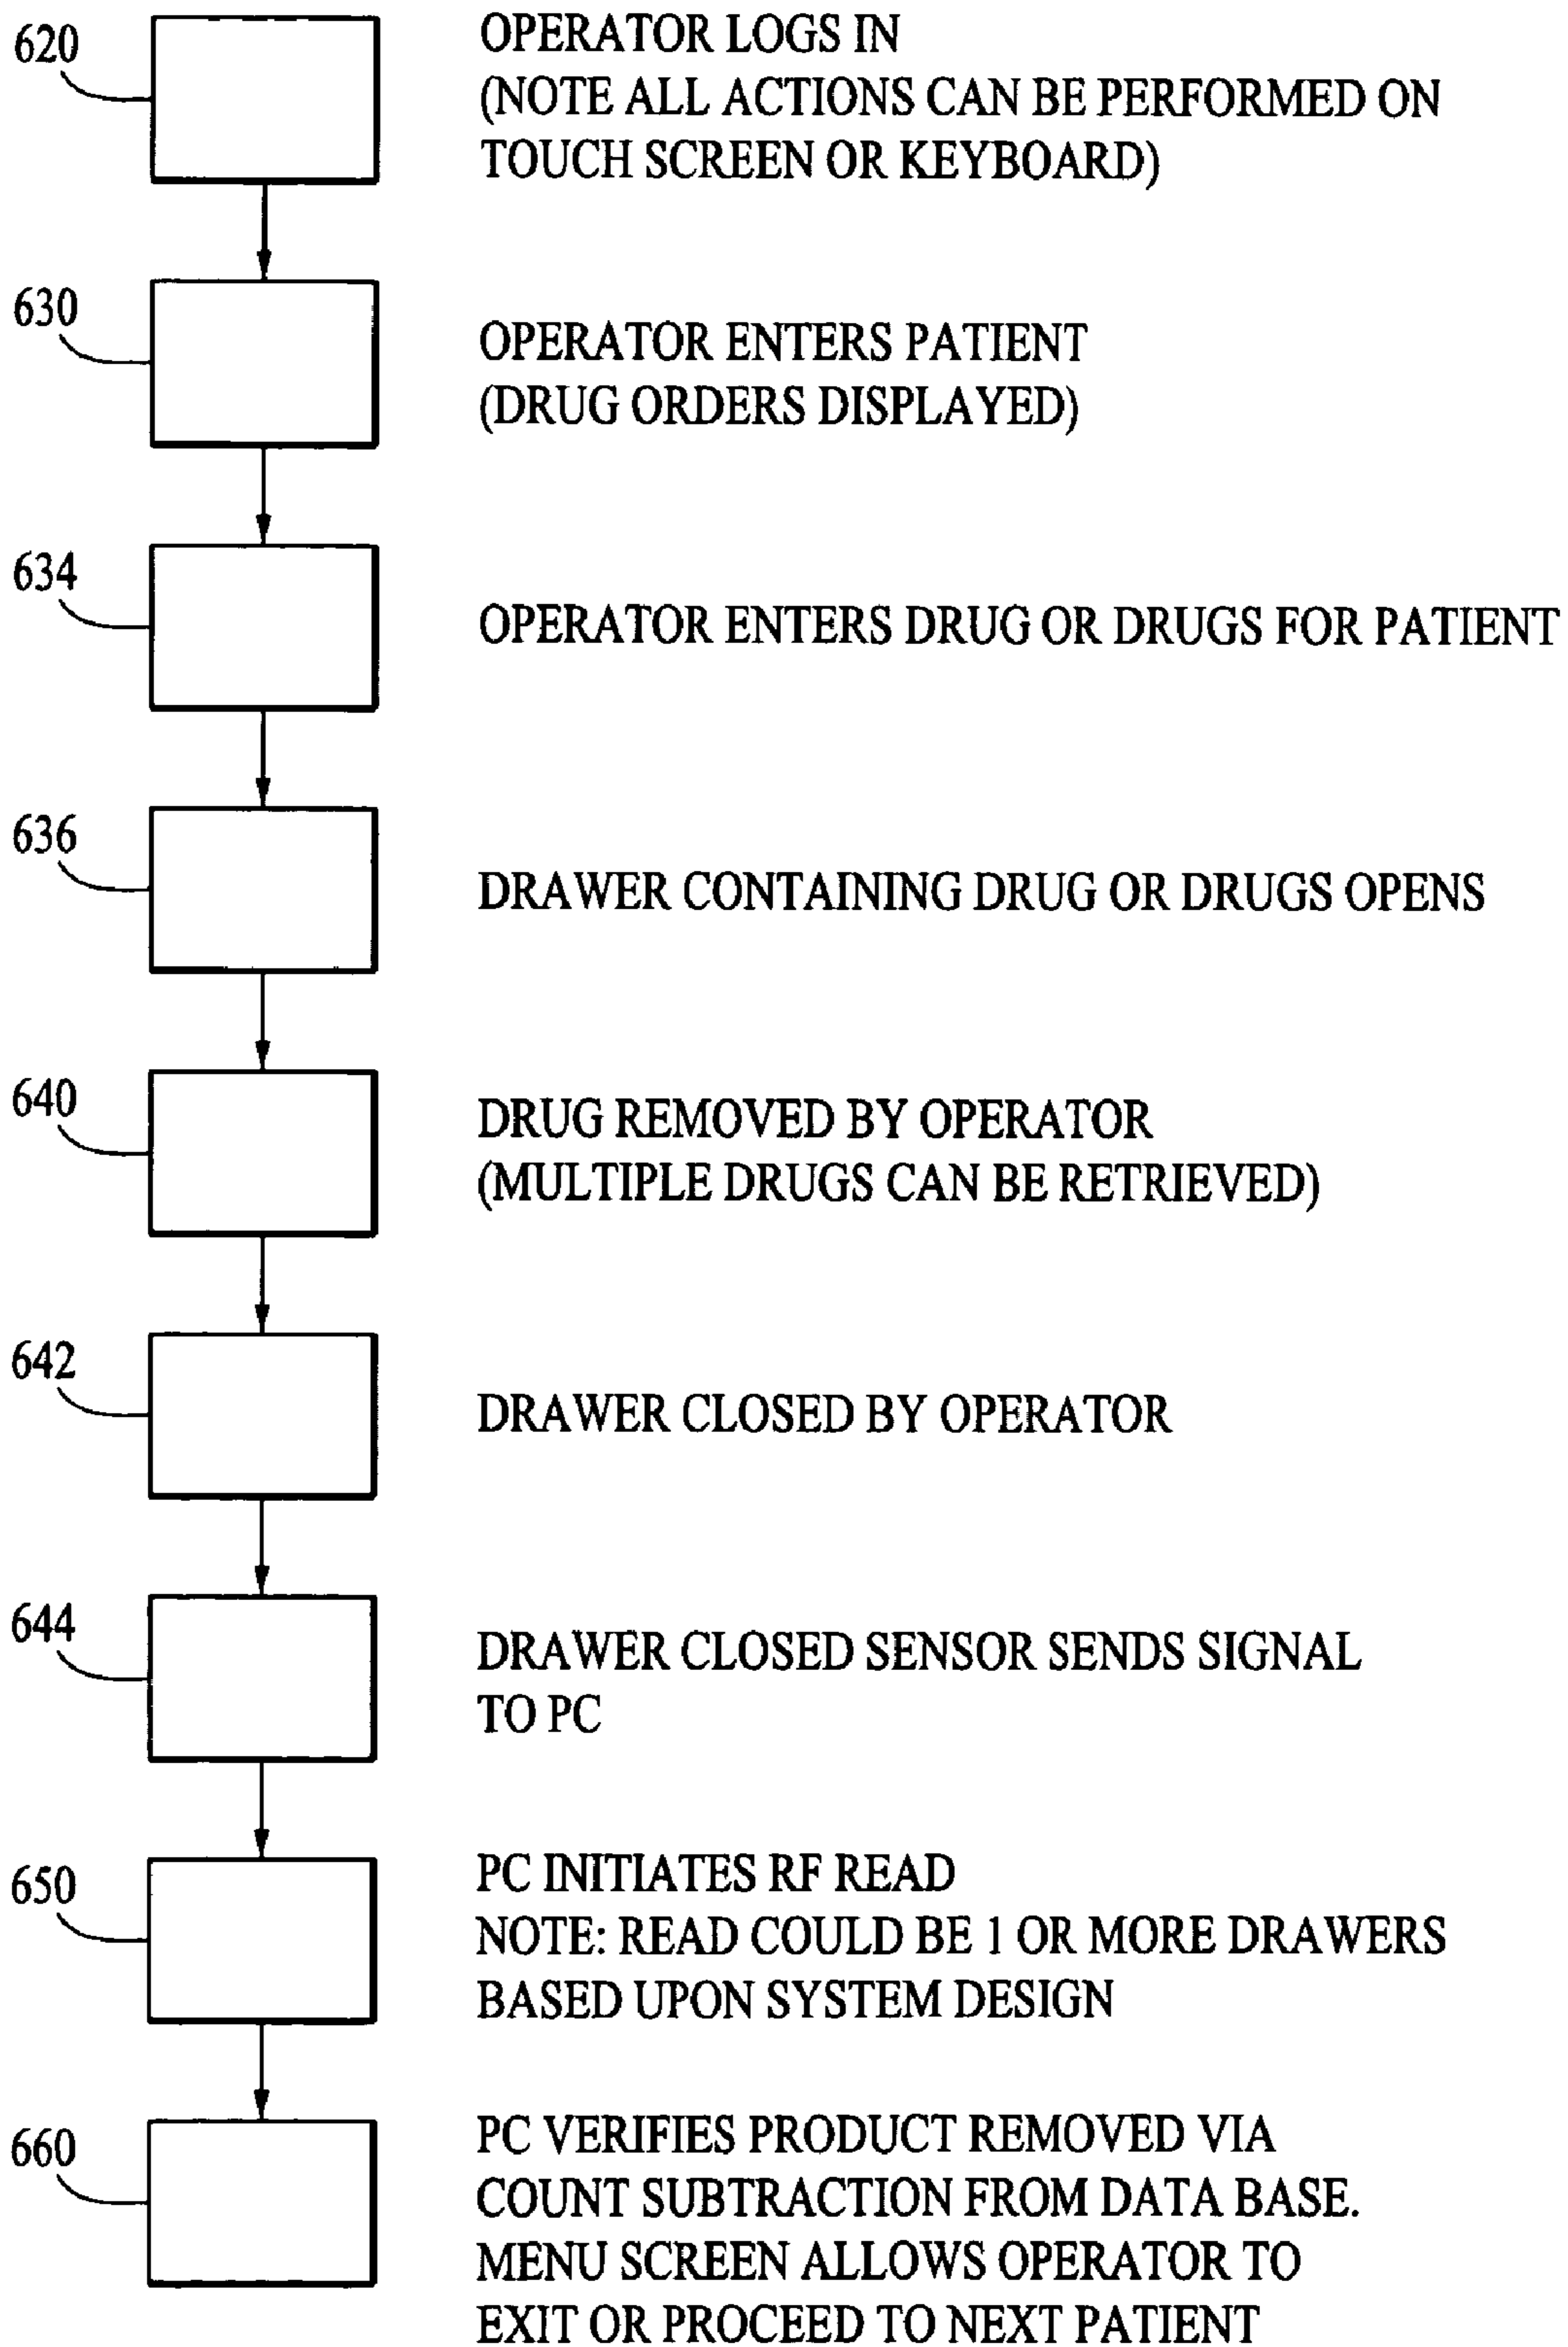 620
OPERATOR LOGS IN
(NOTE ALL ACTIONS CAN BE PERFORMED ON
TOUCH SCREEN OR KEYBOARD)
630
OPERATOR ENTERS PATIENT
(DRUG ORDERS DISPLAYED)
634
OPERATOR ENTERS DRUG OR DRUGS FOR PATIENT
636
DRAWER CONTAINING DRUG OR DRUGS OPENS
640
DRUG REMOVED BY OPERATOR
(MULTIPLE DRUGS CAN BE RETRIEVED)
642
DRAWER CLOSED BY OPERATOR
644
DRAWER CLOSED SENSOR SENDS SIGNAL
TO PC
650
PC INITIATES RF READ
NOTE: READ COULD BE 1 OR MORE DRAWERS
BASED UPON SYSTEM DESIGN
660
PC VERIFIES PRODUCT REMOVED VIA
COUNT SUBTRACTION FROM DATA BASE.
MENU SCREEN ALLOWS OPERATOR TO
EXIT OR PROCEED TO NEXT PATIENT